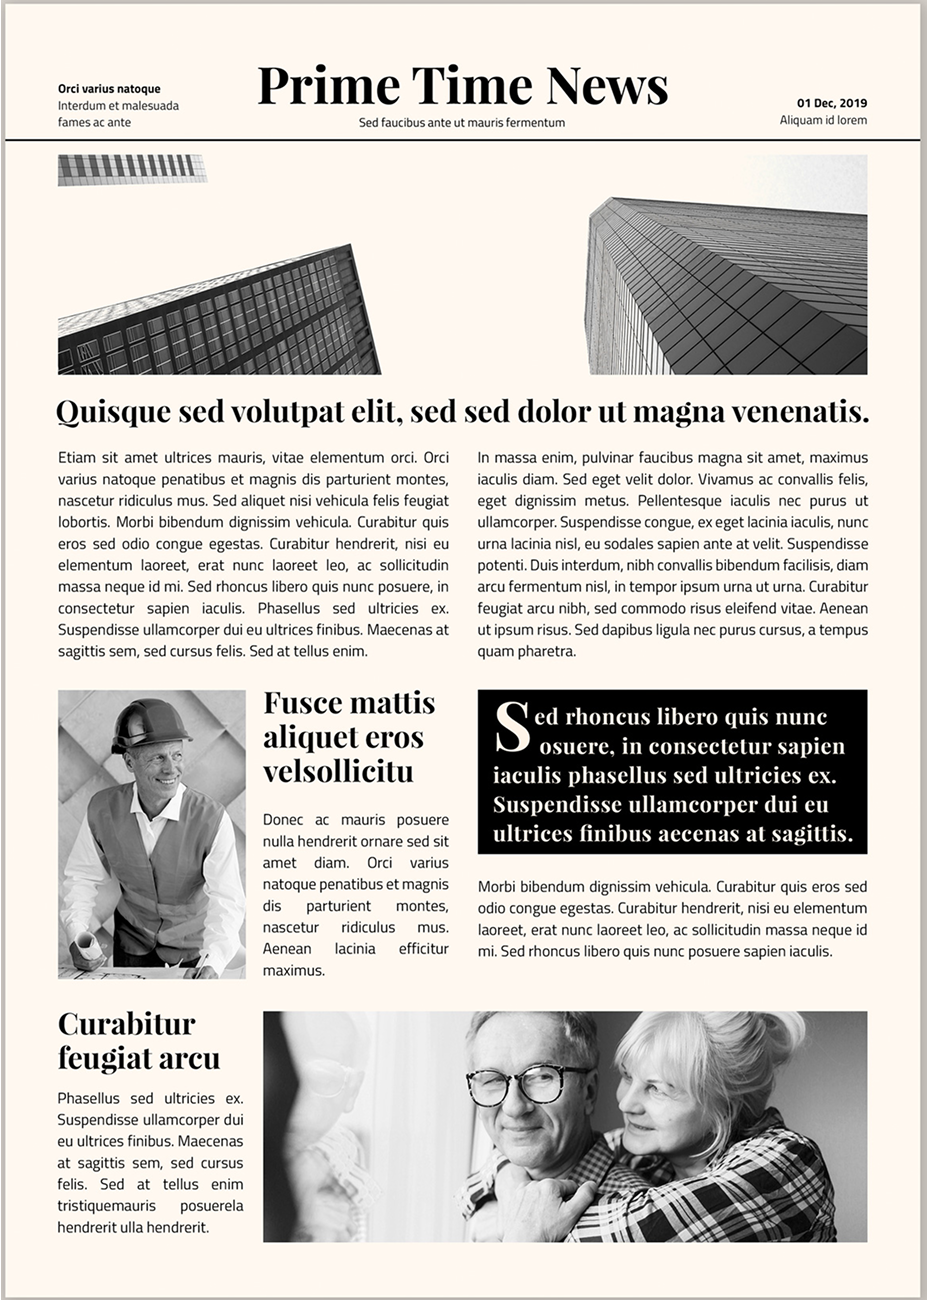 Orci varius natoque
Interdum et malesuada
fames ac ante
Prime Time News
Sed faucibus ante ut mauris fermentum
01 Dec, 2019
Aliquam id lorem
Quisque sed volutpat elit, sed sed dolor ut magna venenatis.
Etiam sit amet ultrices mauris, vitae elementum orci. Orci
varius natoque penatibus et magnis dis parturient montes,
nascetur ridiculus mus. Sed aliquet nisi vehicula felis feugiat
lobortis. Morbi bibendum dignissim vehicula. Curabitur quis
eros sed odio congue egestas. Curabitur hendrerit, nisi eu
elementum laoreet, erat nunc laoreet leo, ac sollicitudin
massa neque id mi. Sed rhoncus libero quis nunc posuere, in
consectetur sapien iaculis. Phasellus sed ultricies ex.
Suspendisse ullamcorper dui eu ultrices finibus. Maecenas at
sagittis sem, sed cursus felis. Sed at tellus enim.
In massa enim, pulvinar faucibus magna sit amet, maximus
iaculis diam. Sed eget velit dolor. Vivamus ac convallis felis,
eget dignissim metus. Pellentesque iaculis nec purus ut
ullamcorper. Suspendisse congue, ex eget lacinia iaculis, nunc
urna lacinia nisl, eu sodales sapien ante at velit. Suspendisse
potenti. Duis interdum, nibh convallis bibendum facilisis, diam
arcu fermentum nisl, in tempor ipsum urna ut urna. Curabitur
feugiat arcu nibh, sed commodo risus eleifend vitae. Aenean
ut ipsum risus. Sed dapibus ligula nec purus cursus, a tempus
quam pharetra.
Fusce mattis
aliquet eros
velsollicitu
Donec ac mauris posuere
nulla hendrerit ornare sed sit
amet diam. Orci varius
natoque penatibus et magnis
dis parturient montes,
nascetur ridiculus mus.
Aenean lacinia efficitur
maximus.
Sed rhoncus libero quis nunc
osuere, in consectetur sapien
iaculis phasellus sed ultricies ex.
Suspendisse ullamcorper dui eu
ultrices finibus aecenas at sagittis.
Morbi bibendum dignissim vehicula. Curabitur quis eros sed
odio congue egestas. Curabitur hendrerit, nisi eu elementum
laoreet, erat nunc laoreet leo, ac sollicitudin massa neque id
mi. Sed rhoncus libero quis nunc posuere sapien iaculis.
Curabitur
feugiat arcu
Phasellus sed ultricies ex.
Suspendisse ullamcorper dui
eu ultrices finibus. Maecenas
at sagittis sem, sed cursus
felis. Sed at tellus enim
tristiquemauris posuerela
hendrerit ulla hendrerit.